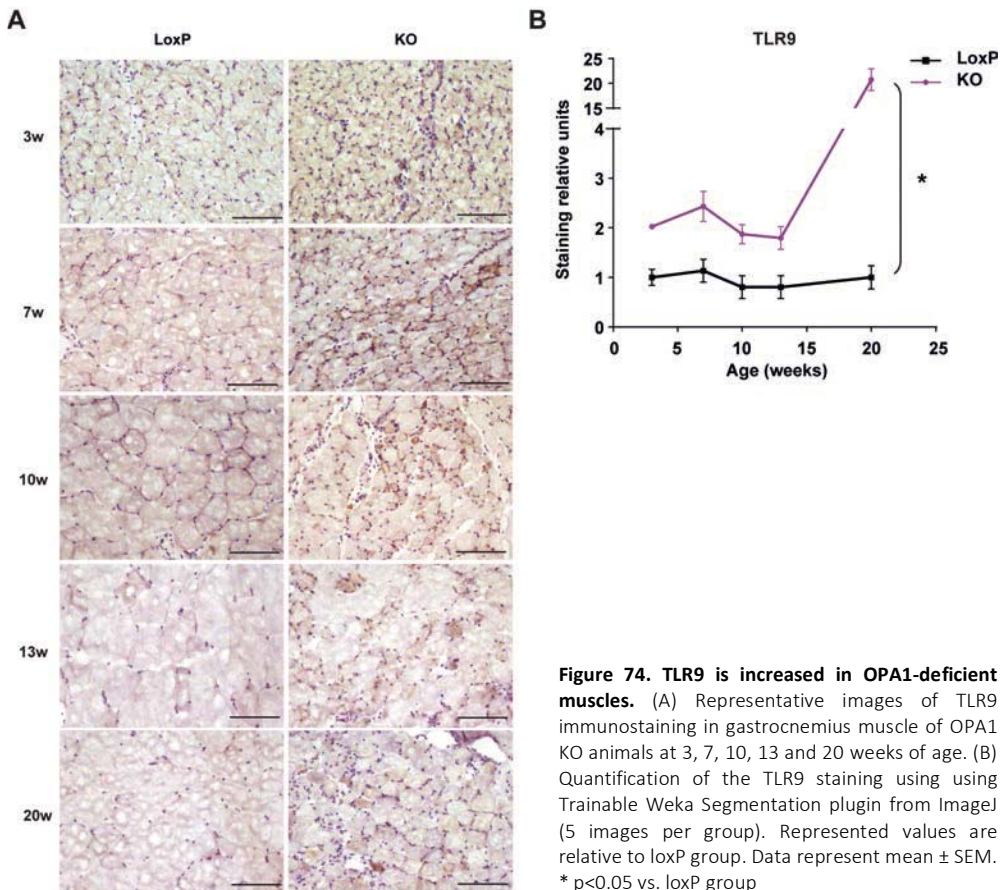 A
LoxP KO
3w
7w
10w
13w
20w
B
TLR9
LoxP
KO
Staining relative units
25
20
15
4
3
2
1
0
*
0 5 10 15 20 25
Age (weeks)
Figure 74. TLR9 is increased in OPA1-deficient
muscles. (A) Representative images of TLR9
immunostaining in gastrocnemius muscle of OPA1
KO animals at 3, 7, 10, 13 and 20 weeks of age. (B)
Quantification of the TLR9 staining using using
Trainable Weka Segmentation plugin from ImageJ
(5 images per group). Represented values are
relative to loxP group. Data represent mean ± SEM.
* p<0.05 vs. loxP group